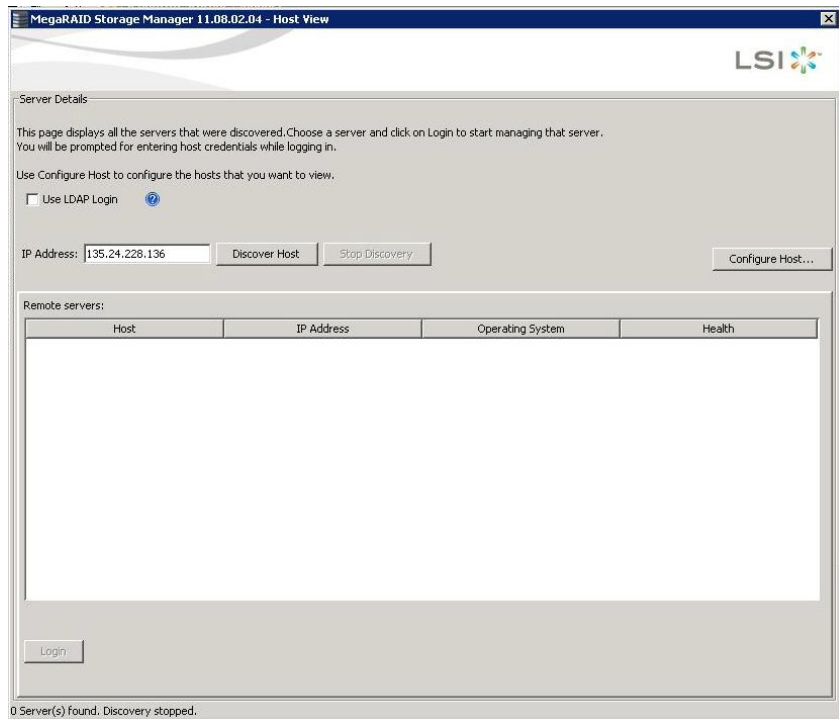 MegaRAID Storage Manager 11.08.02.04 - Host View
LSI
Server Details
This page displays all the servers that were discovered.Choose a server and click on Login to start managing that server.
You will be prompted for entering host credentials while logging in.
Use Configure Host to configure the hosts that you want to view.
Use LDAP Login ?
IP Address: 135.24.228.136 Discover Host Stop Discovery Configure Host...
Remote servers:
Host IP Address Operating System Health
Login
0 Server(s) found. Discovery stopped.